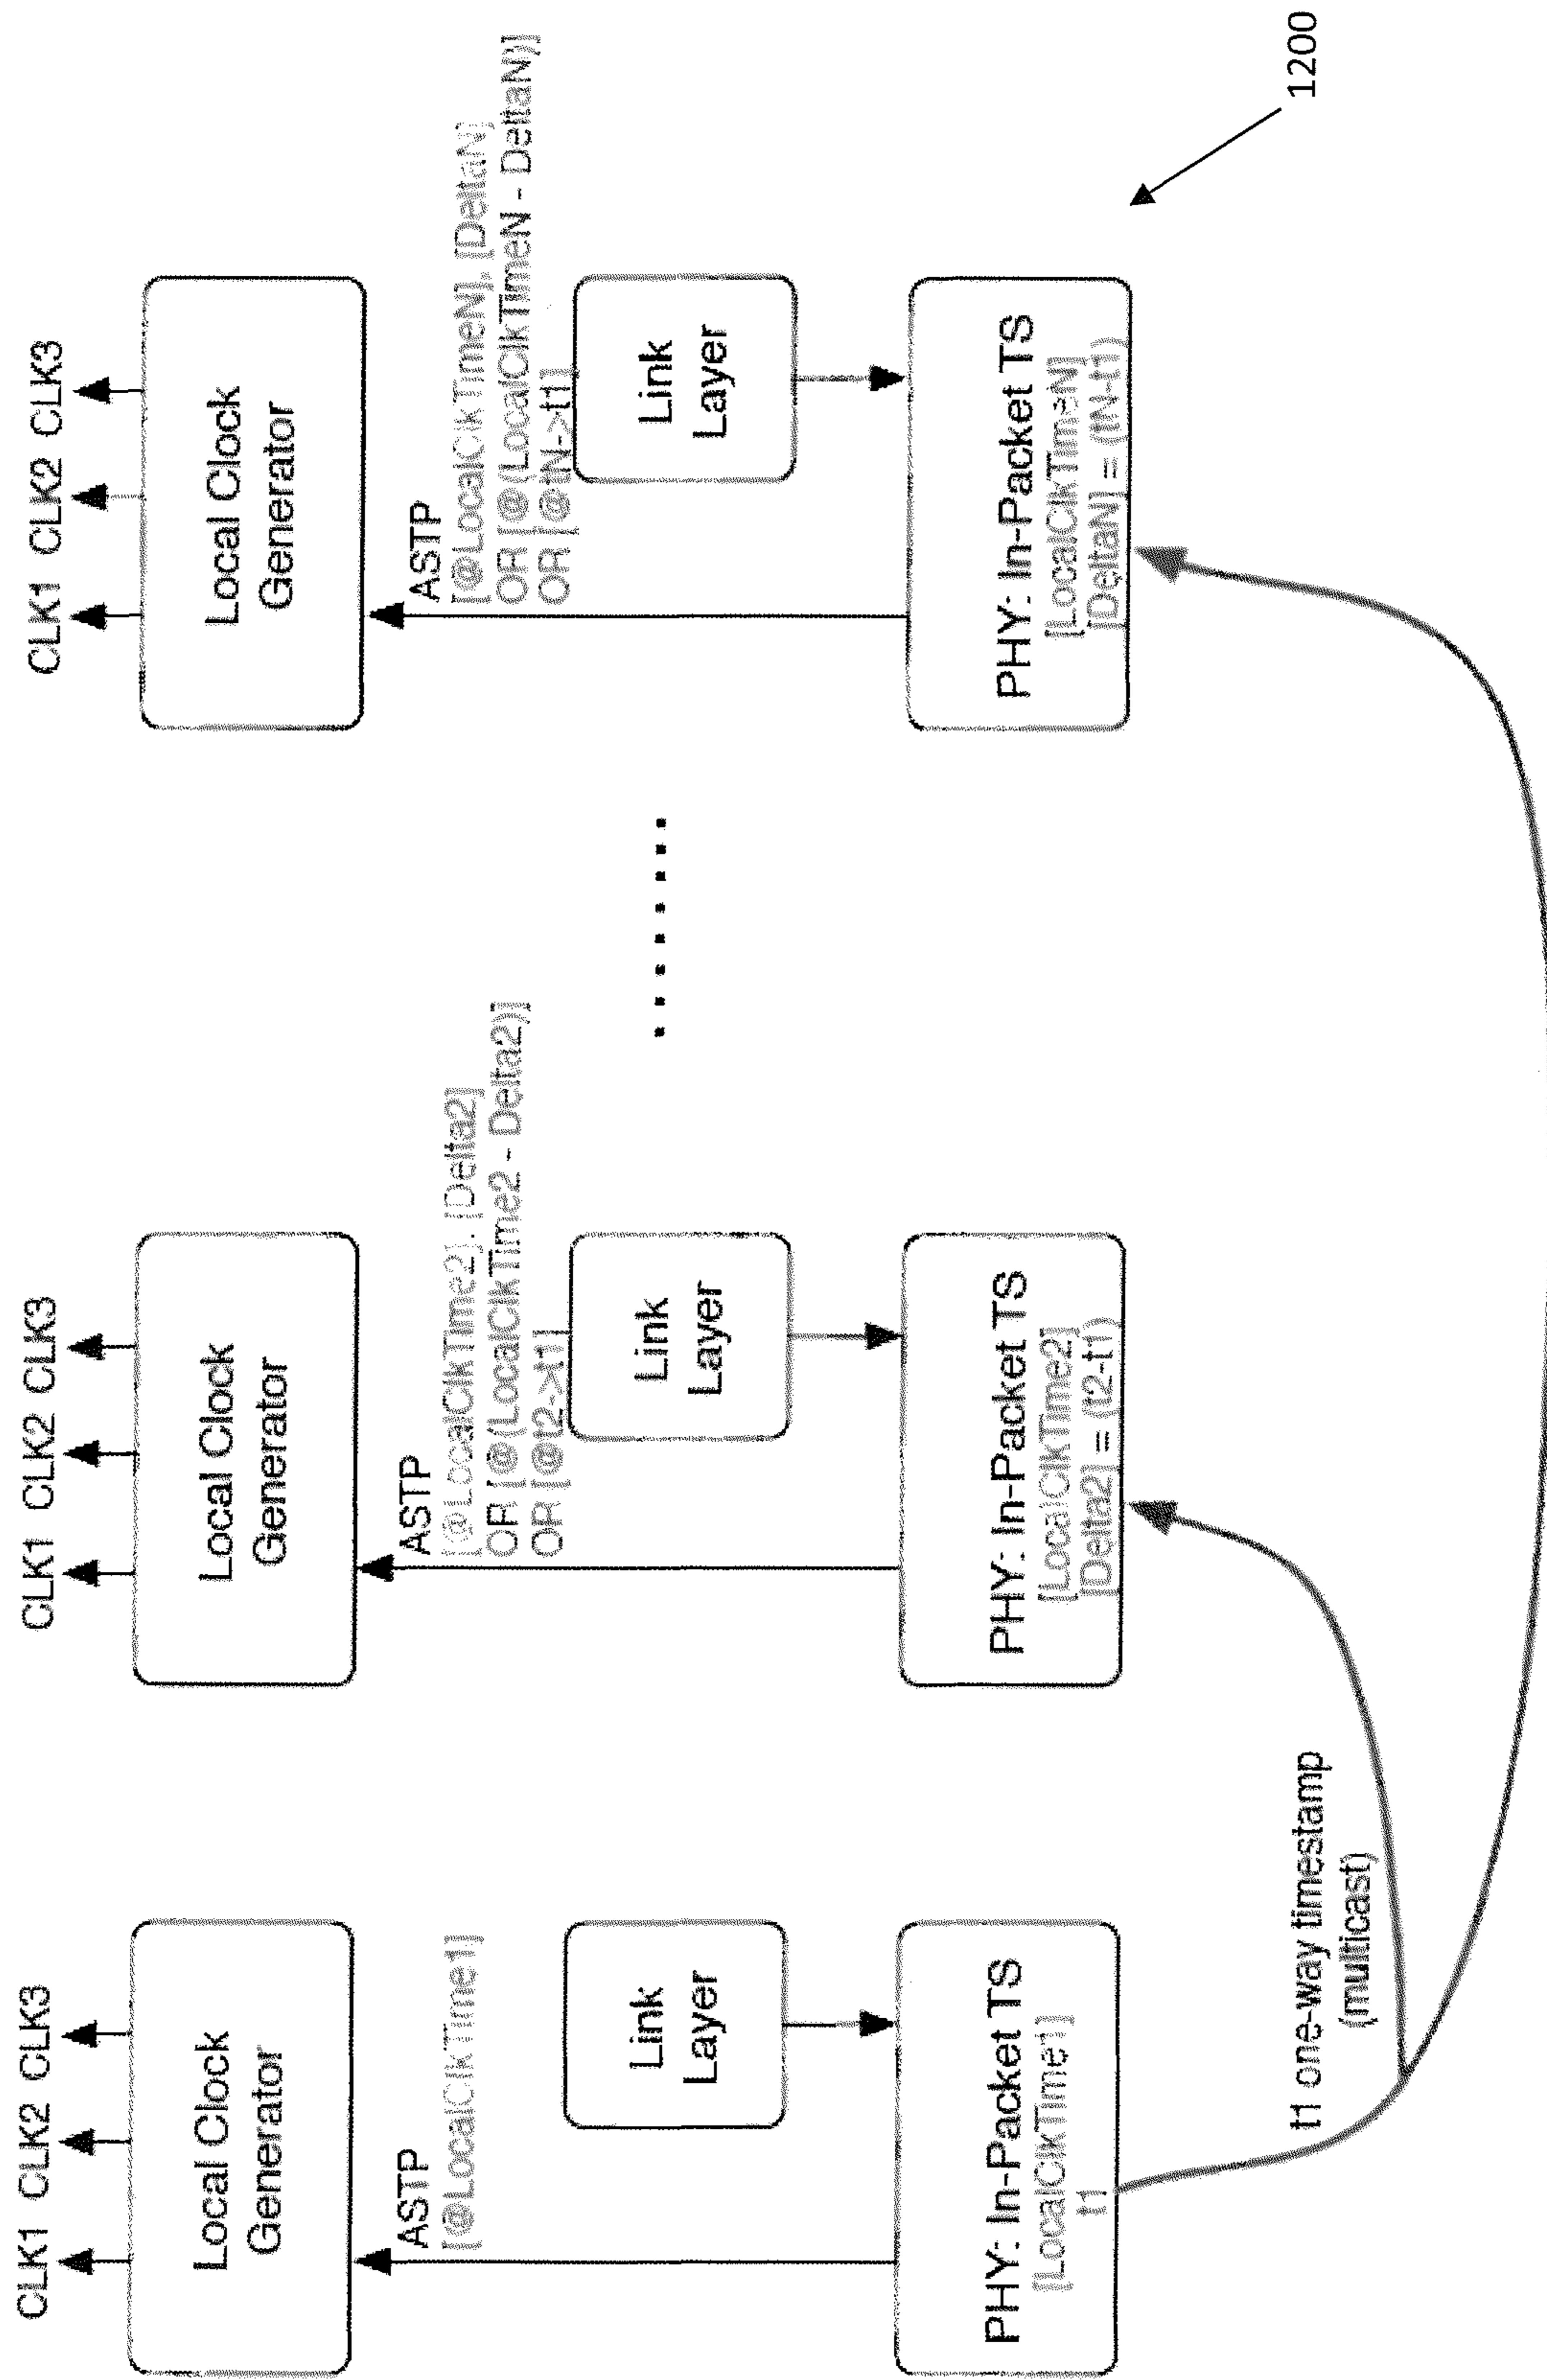 CLK1 CLK2 CLK3
Local Clock
Generator
ASTP
[@LocalClkTime1]
Link
Layer
PHY: In-Packet TS
[LocalClkTime1]
t1
t1 one-way timestamp
(multicast)
CLK1 CLK2 CLK3
Local Clock
Generator
ASTP
[@LocalClkTime2], [Delta2]
OR [@(LocalClkTime2 - Delta2)]
OR [@t2->t1]
Link
Layer
PHY: In-Packet TS
[LocalClkTime2]
[Delta2] = (t2-t1)
CLK1 CLK2 CLK3
Local Clock
Generator
ASTP
[@LocalClkTimeN], [DeltaN]
OR [@(LocalClkTimeN - DeltaN)]
OR [@tN->t1]
Link
Layer
PHY: In-Packet TS
[LocalClkTimeN]
[DeltaN] = (tN-t1)
1200